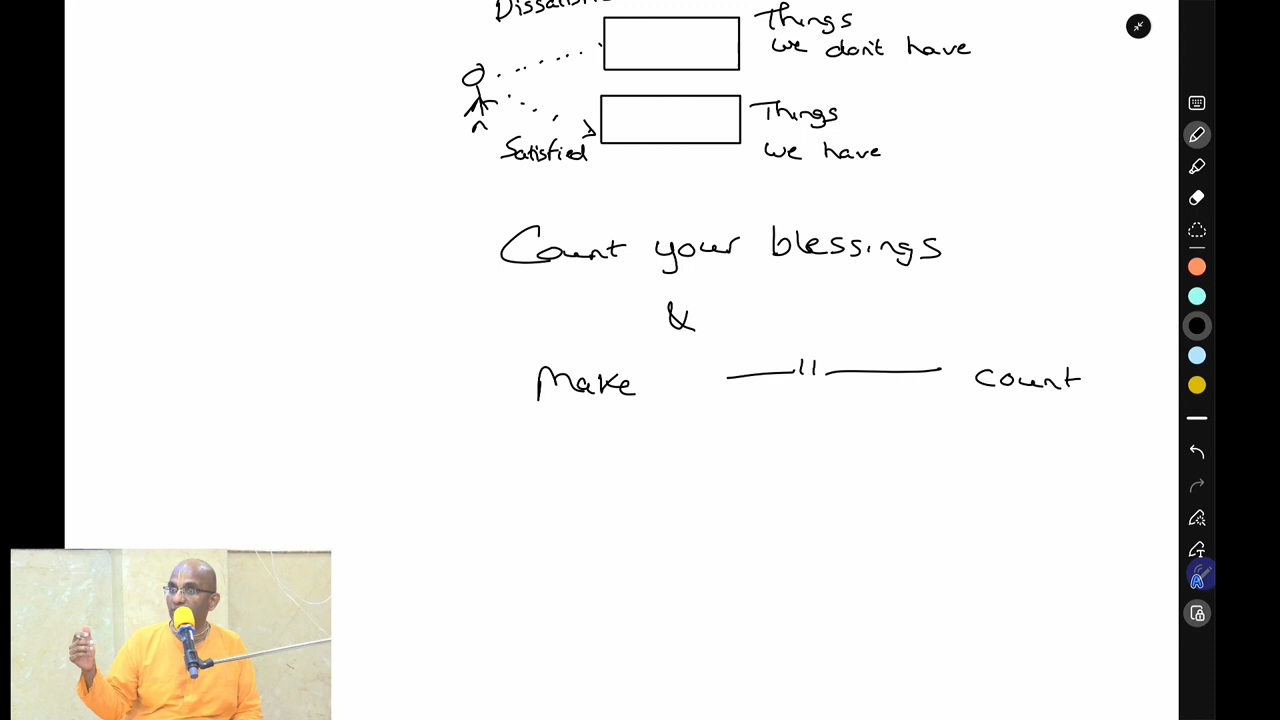 Things
we don't have
Things
we have
Satisfied
Count your blessings
&
Make —"— count